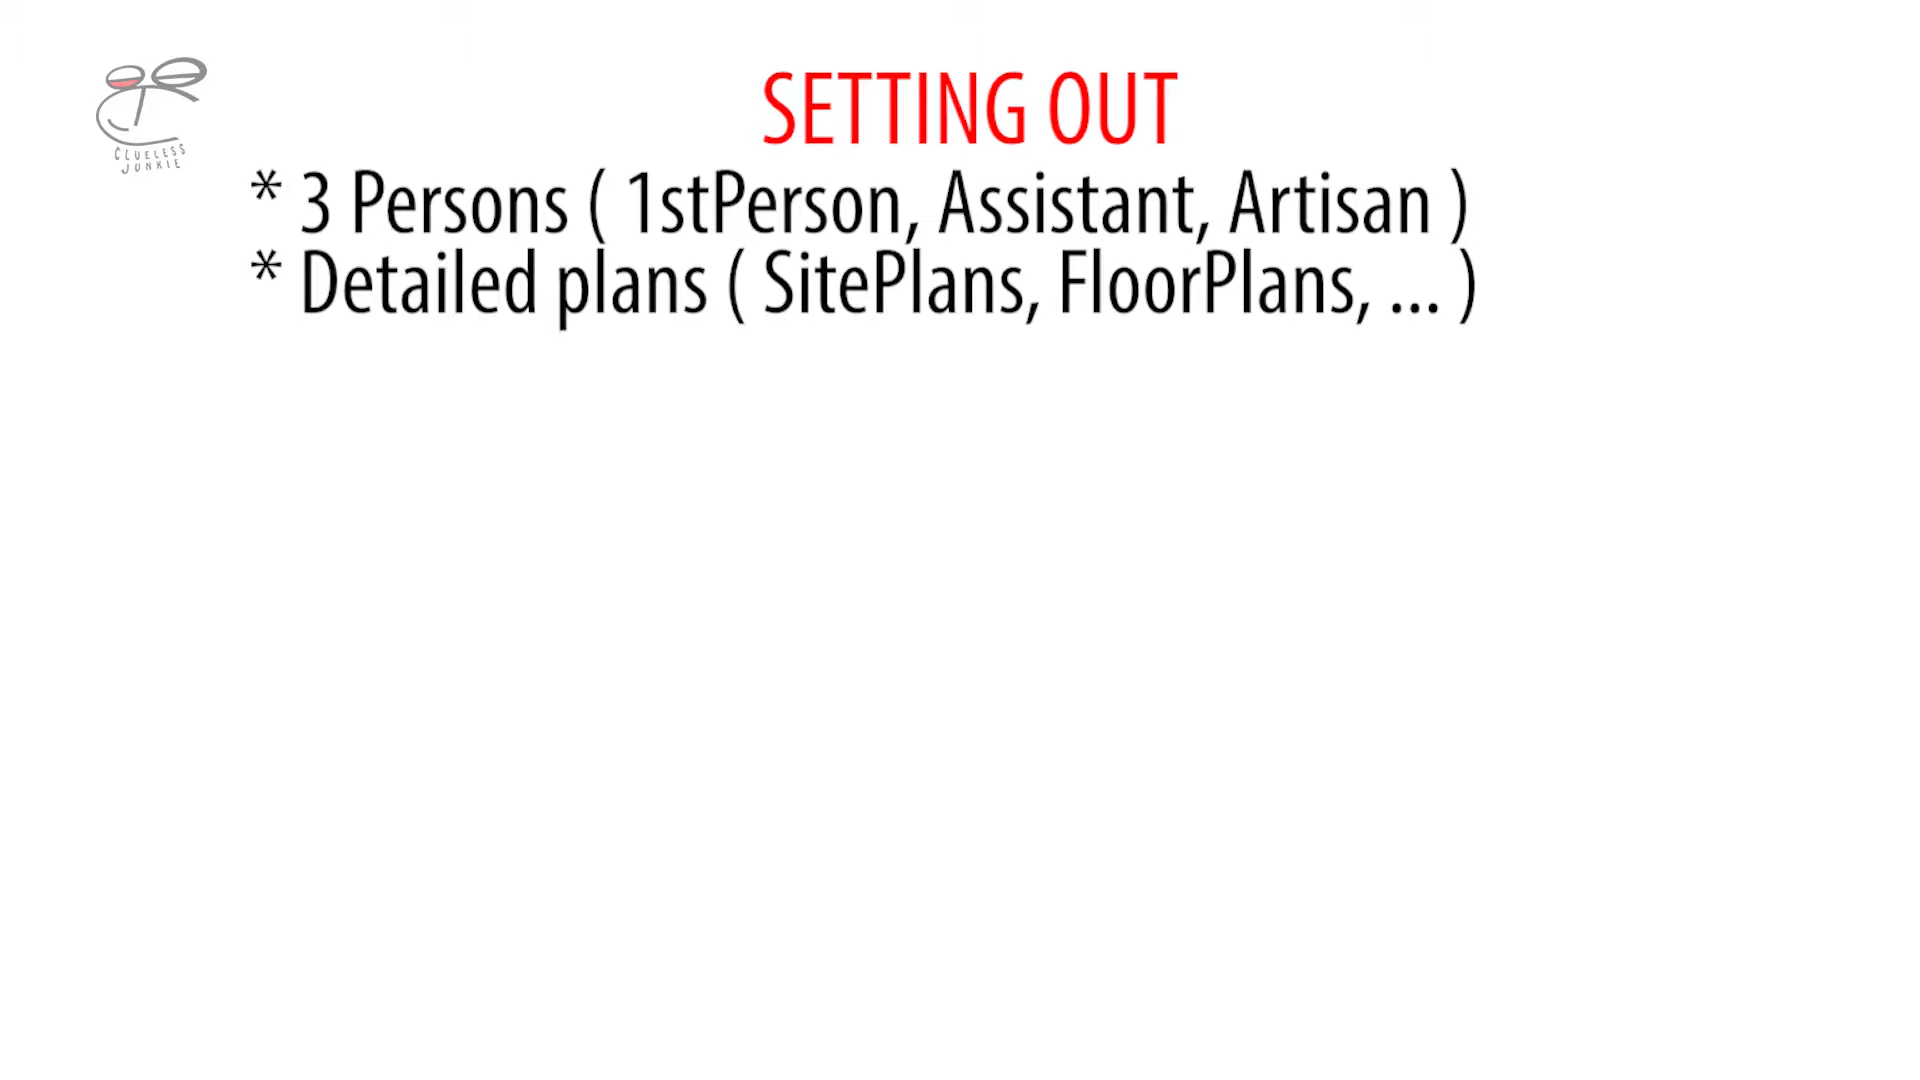 SETTING OUT
CLUELESS
JUNKIE
* 3 Persons ( 1stPerson, Assistant, Artisan )
* Detailed plans ( SitePlans, FloorPlans, ... )